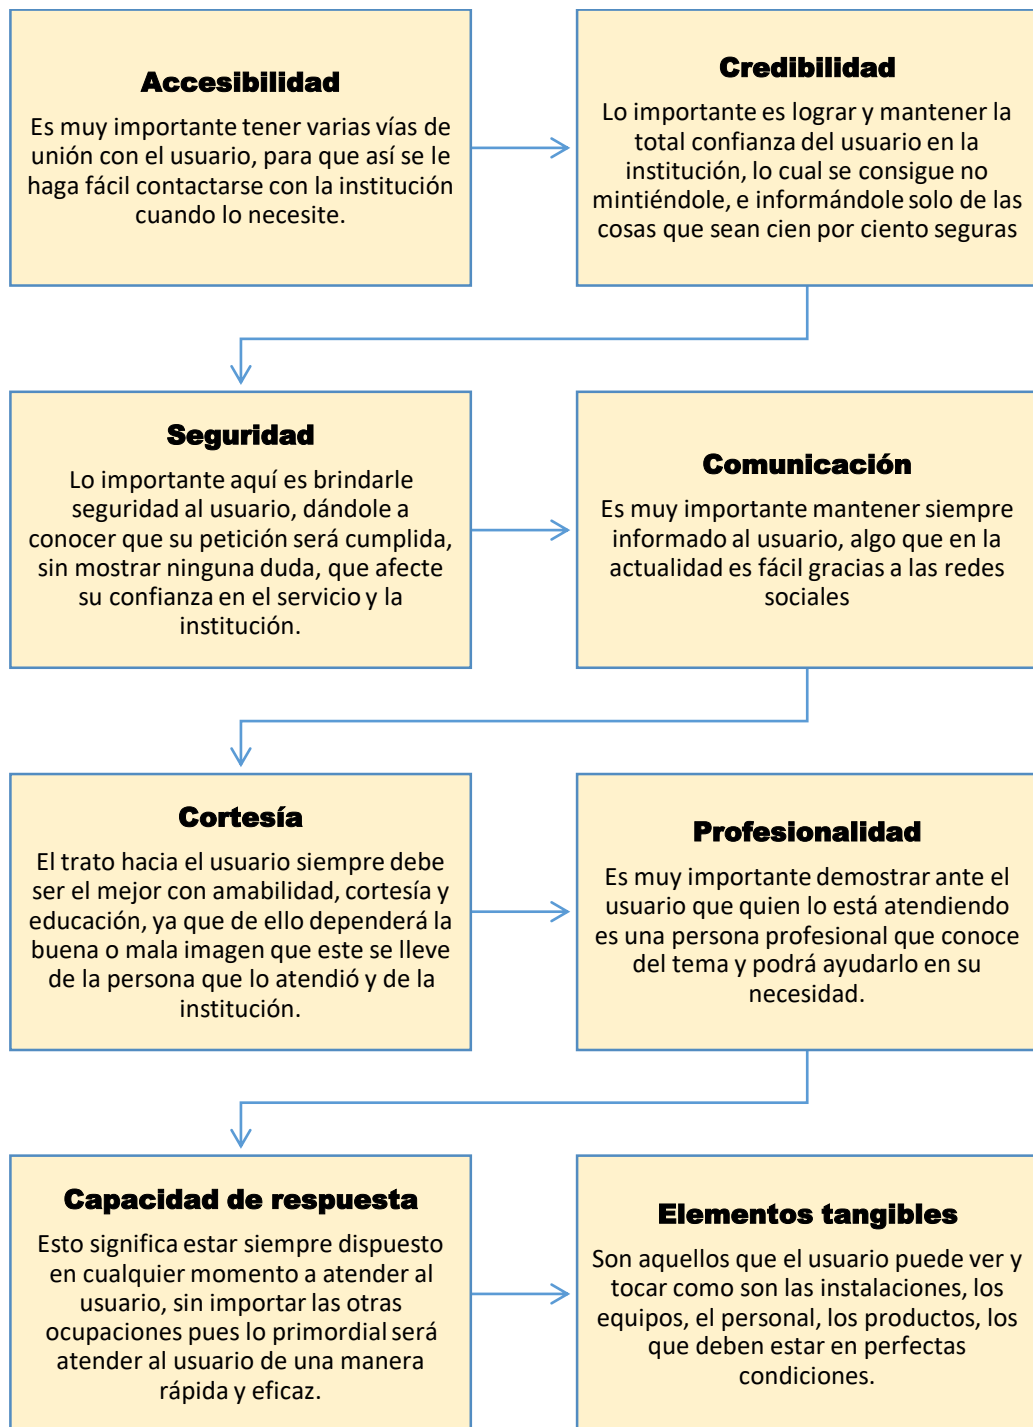 Accesibilidad
Es muy importante tener varias vías de
unión con el usuario, para que así se le
haga fácil contactarse con la institución
cuando lo necesite.
Credibilidad
Lo importante es lograr y mantener la
total confianza del usuario en la
institución, lo cual se consigue no
mintiéndole, e informándole solo de las
cosas que sean cien por ciento seguras
Seguridad
Lo importante aquí es brindarle
seguridad al usuario, dándole a
conocer que su petición será cumplida,
sin mostrar ninguna duda, que afecte
su confianza en el servicio y la
institución.
Comunicación
Es muy importante mantener siempre
informado al usuario, algo que en la
actualidad es fácil gracias a las redes
sociales
Cortesía
El trato hacia el usuario siempre debe
ser el mejor con amabilidad, cortesía y
educación, ya que de ello dependerá la
buena o mala imagen que este se lleve
de la persona que lo atendió y de la
institución.
Profesionalidad
Es muy importante demostrar ante el
usuario que quien lo está atendiendo
es una persona profesional que conoce
del tema y podrá ayudarlo en su
necesidad.
Capacidad de respuesta
Esto significa estar siempre dispuesto
en cualquier momento a atender al
usuario, sin importar las otras
ocupaciones pues lo primordial será
atender al usuario de una manera
rápida y eficaz.
Elementos tangibles
Son aquellos que el usuario puede ver y
tocar como son las instalaciones, los
equipos, el personal, los productos, los
que deben estar en perfectas
condiciones.